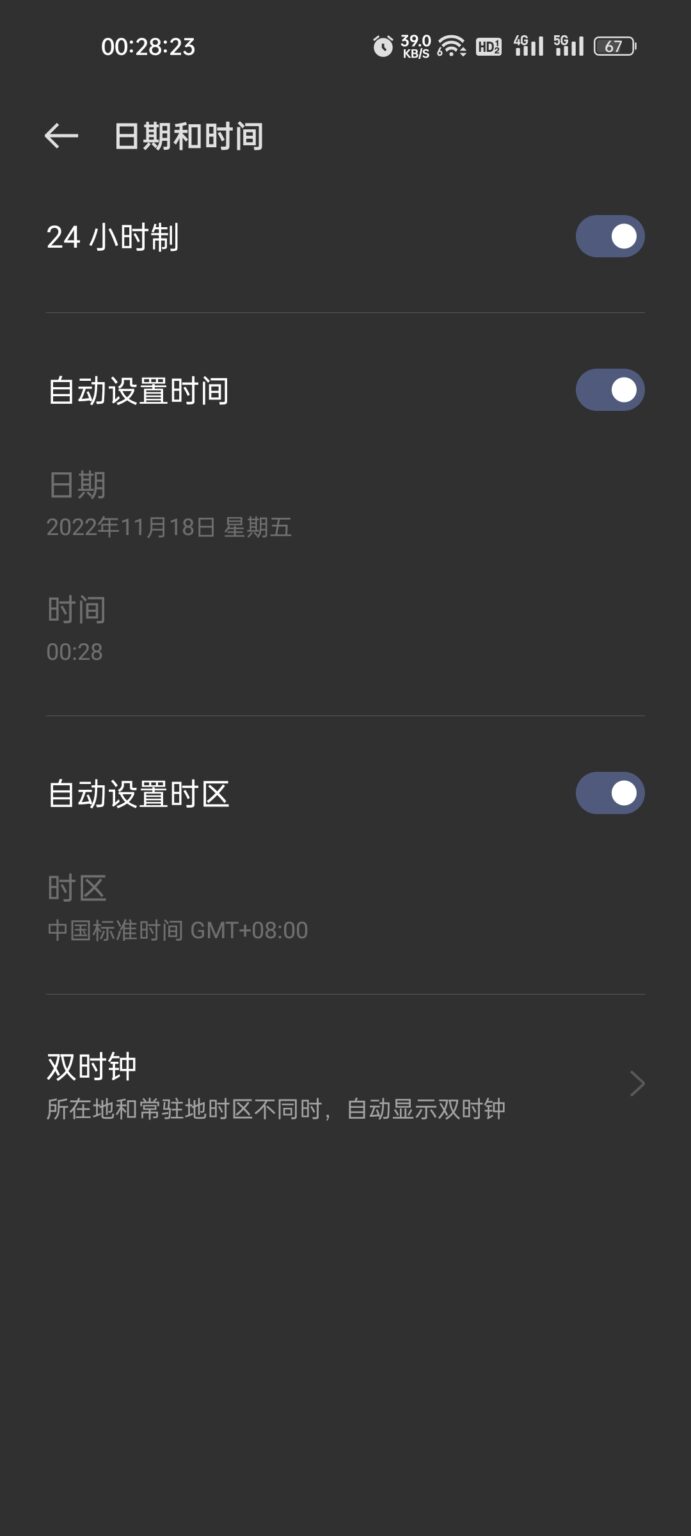 00:28:23 39.0 KB/S 6 HD12 4G 5G 67
日期和时间
24 小时制
自动设置时间
日期
2022年11月18日 星期五
时间
00:28
自动设置时区
时区
中国标准时间 GMT+08:00
双时钟
所在地和常驻地时区不同时，自动显示双时钟